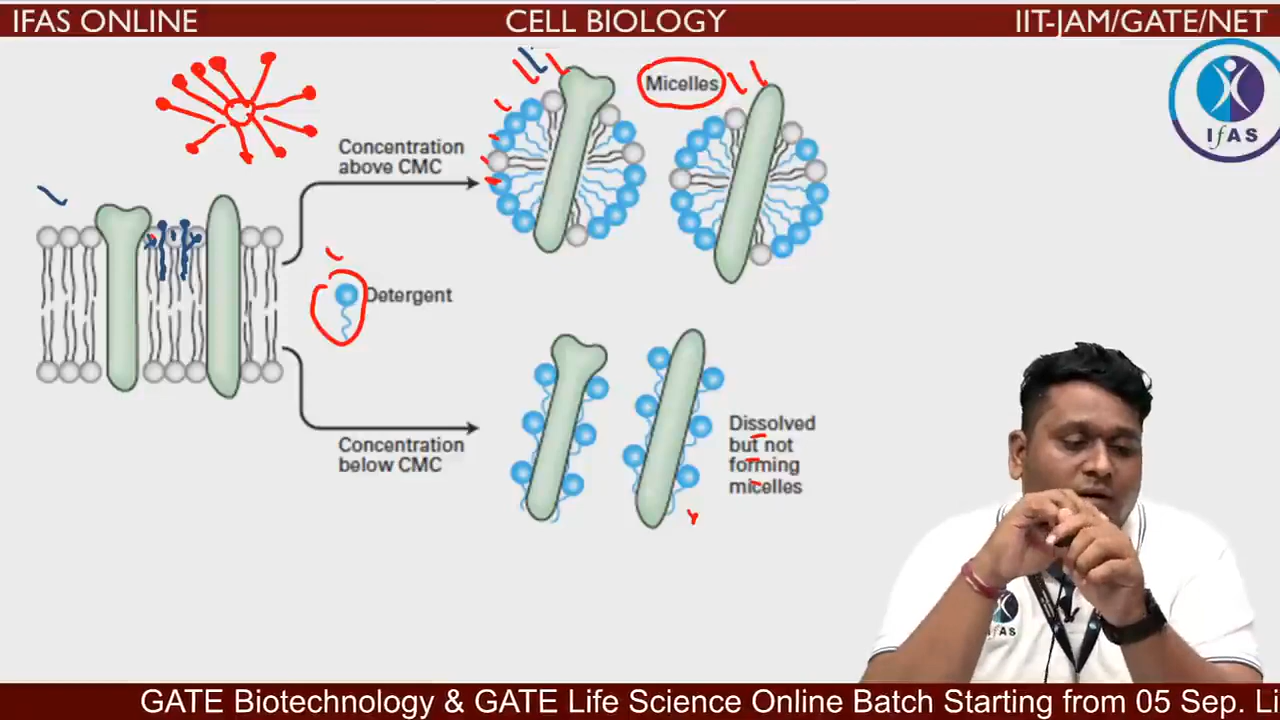 IFAS ONLINE
CELL BIOLOGY
IIT-JAM/GATE/NET
Micelles
IfAS
Concentration
above CMC
Detergent
Concentration
below CMC
Dissolved
but not
forming
micelles
ifAS
GATE Biotechnology & GATE Life Science Online Batch Starting from 05 Sep. Li